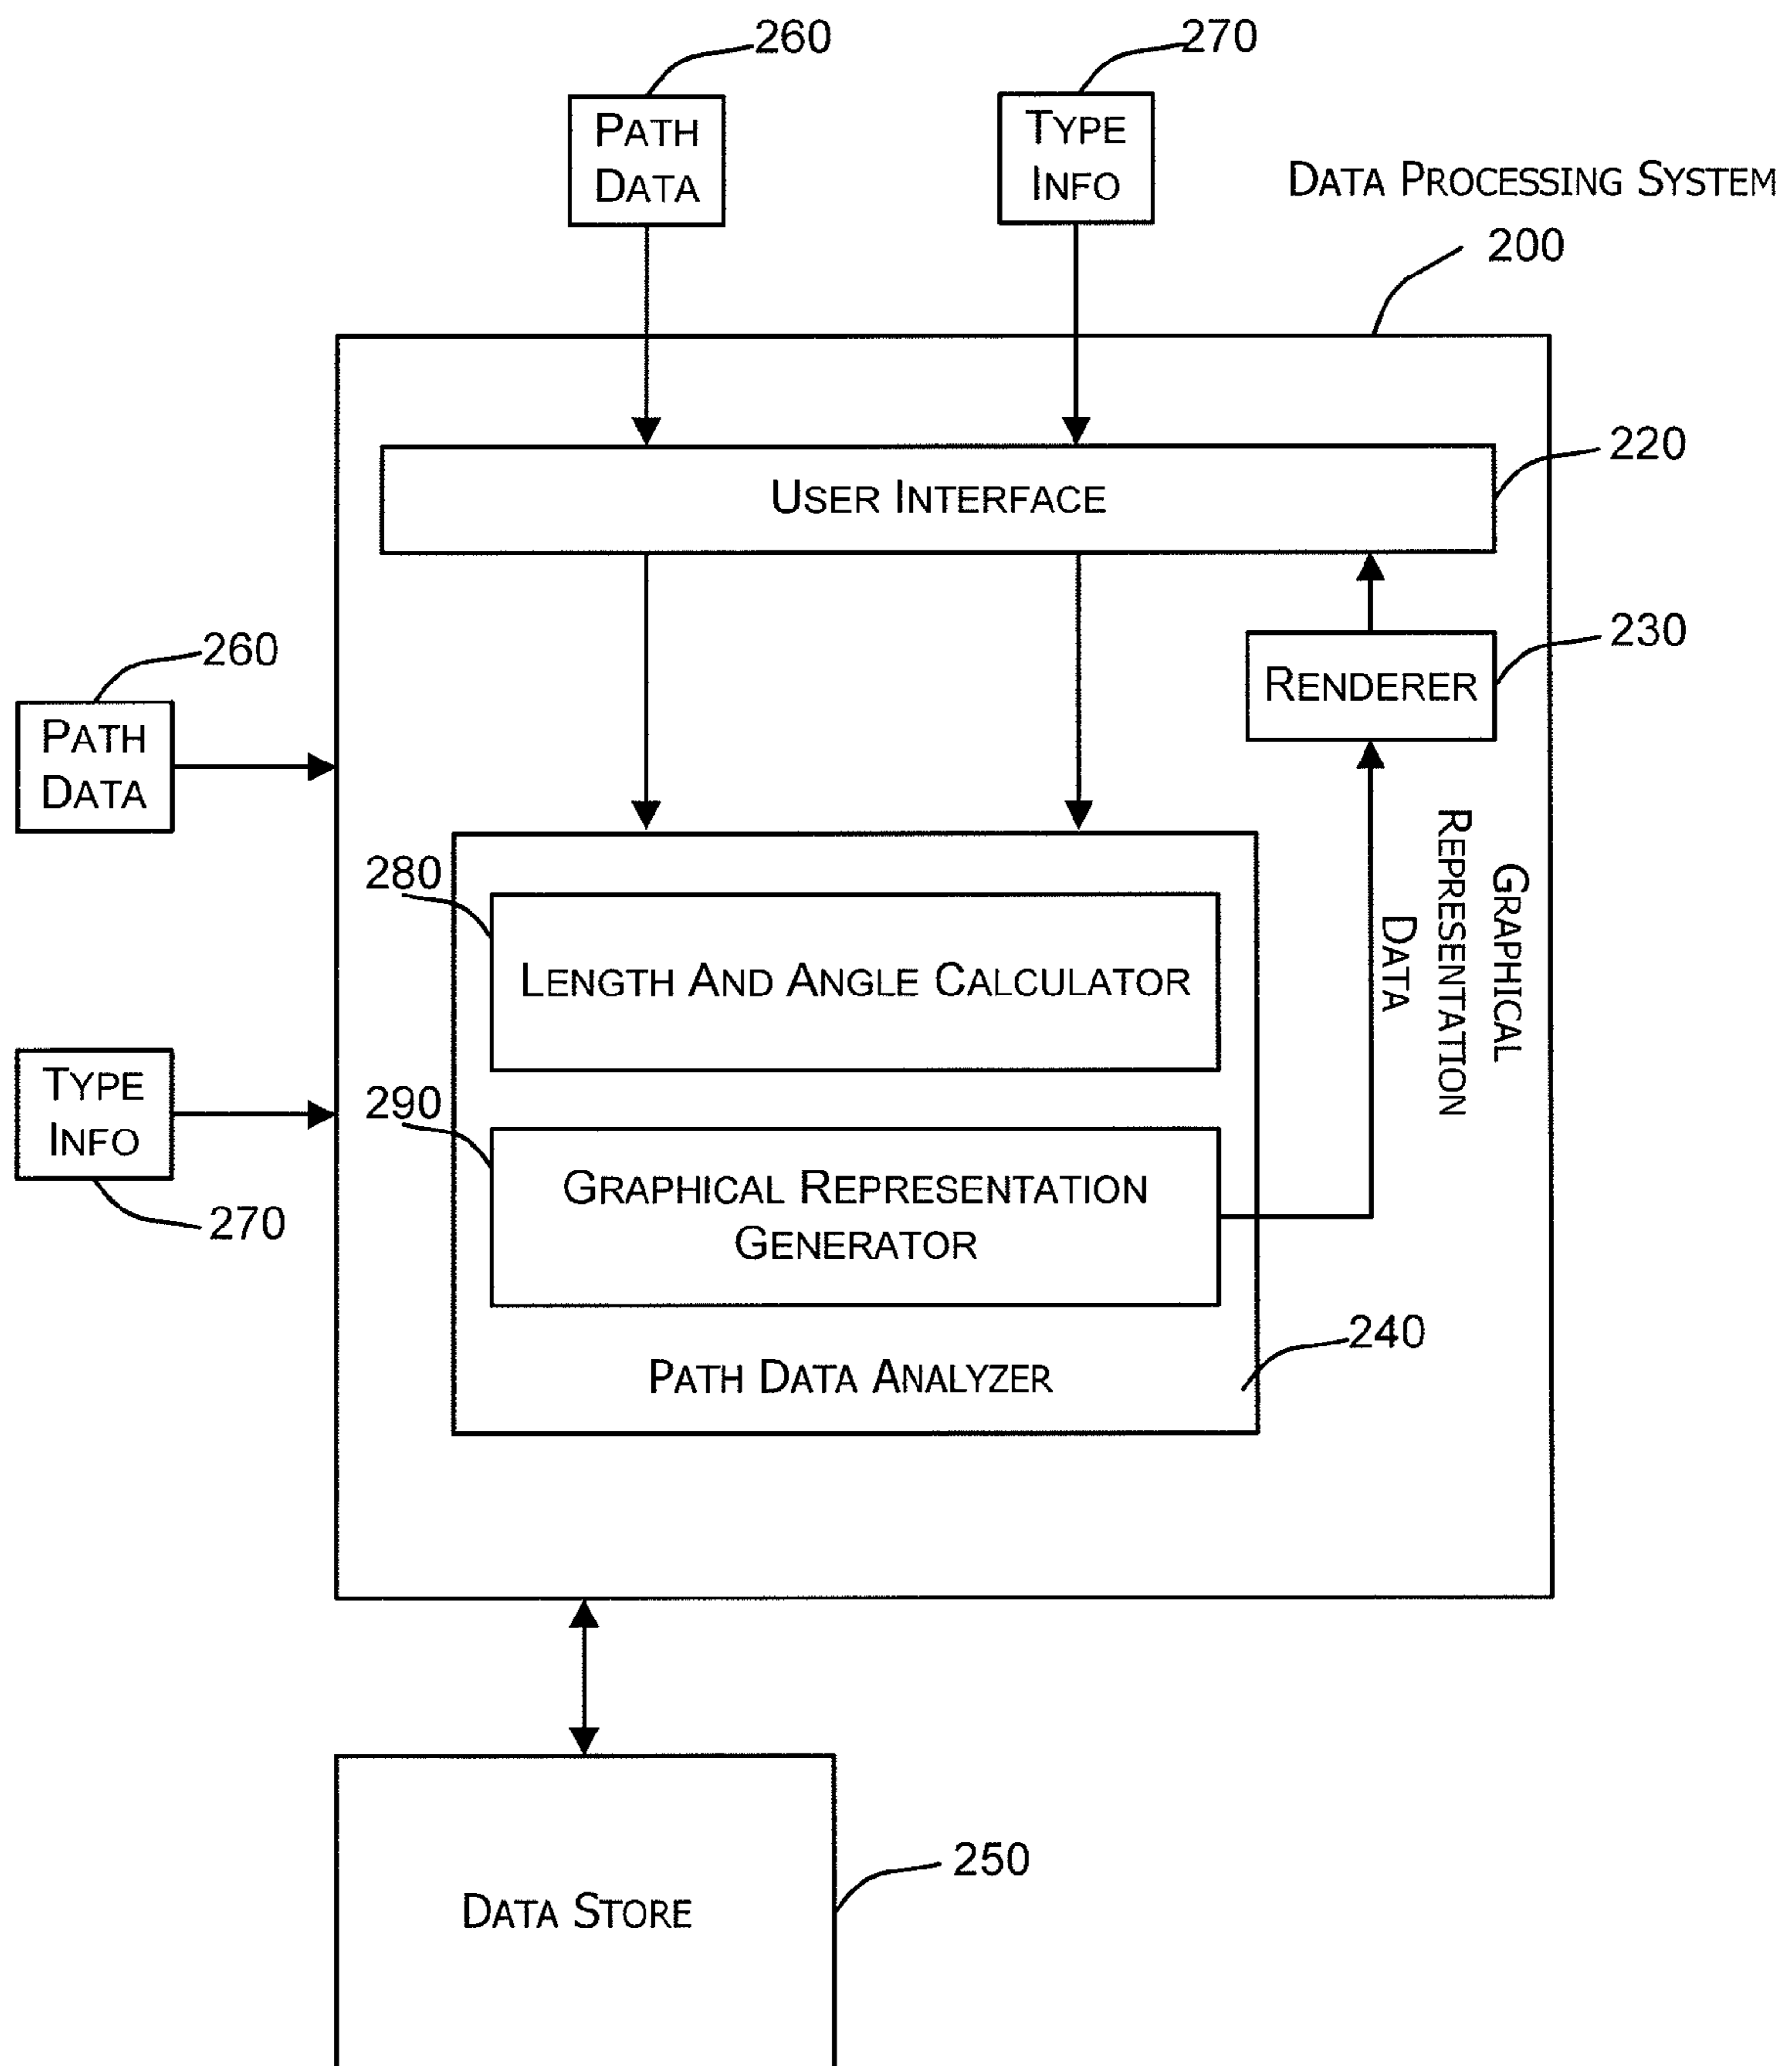 260
270
PATH
DATA
TYPE
INFO
DATA PROCESSING SYSTEM
200
220
USER INTERFACE
230
RENDERER
260
PATH
DATA
GRAPHICAL
REPRESENTATION
DATA
280
LENGTH AND ANGLE CALCULATOR
TYPE
INFO
270
290
GRAPHICAL REPRESENTATION
GENERATOR
240
PATH DATA ANALYZER
250
DATA STORE